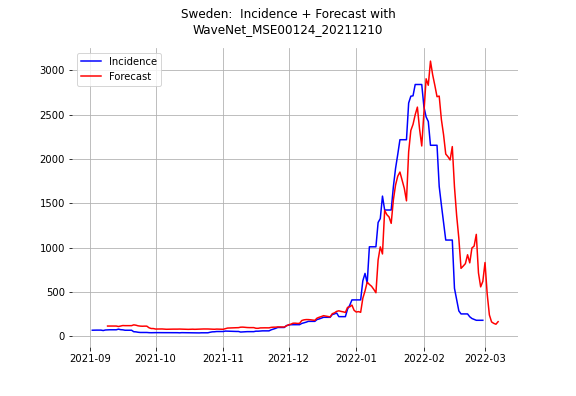 Sweden:  Incidence + Forecast with
WaveNet_MSE00124_20211210
Incidence
Forecast
3000
2500
2000
1500
1000
500
0
2021-09 2021-10 2021-11 2021-12 2022-01 2022-02 2022-03